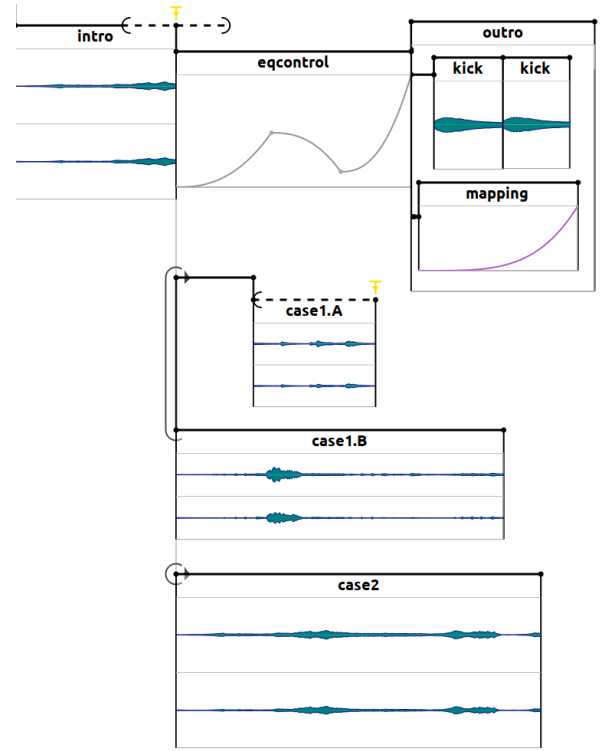 intro
eqcontrol
outro
kick
kick
mapping
case1.A
case1.B
case2